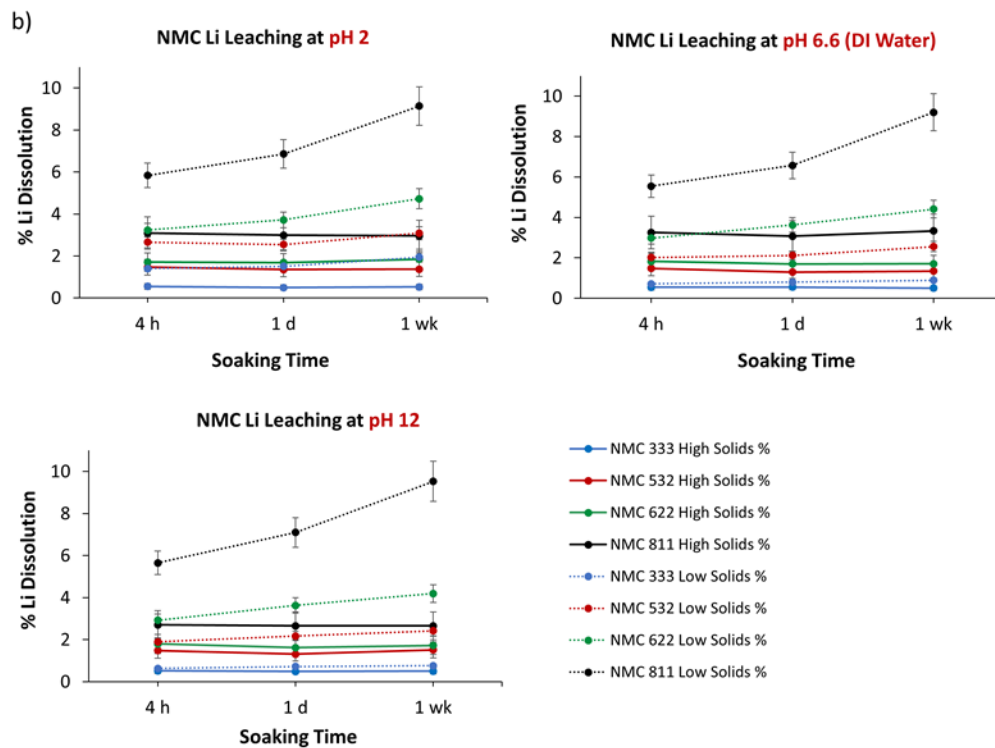 b)
NMC Li Leaching at pH 2
% Li Dissolution
10
8
6
4
2
0
4 h
1 d
1 wk
Soaking Time
NMC Li Leaching at pH 6.6 (DI Water)
% Li Dissolution
10
8
6
4
2
0
4 h
1 d
1 wk
Soaking Time
NMC Li Leaching at pH 12
% Li Dissolution
10
8
6
4
2
0
4 h
1 d
1 wk
Soaking Time
NMC 333 High Solids %
NMC 532 High Solids %
NMC 622 High Solids %
NMC 811 High Solids %
NMC 333 Low Solids %
NMC 532 Low Solids %
NMC 622 Low Solids %
NMC 811 Low Solids %